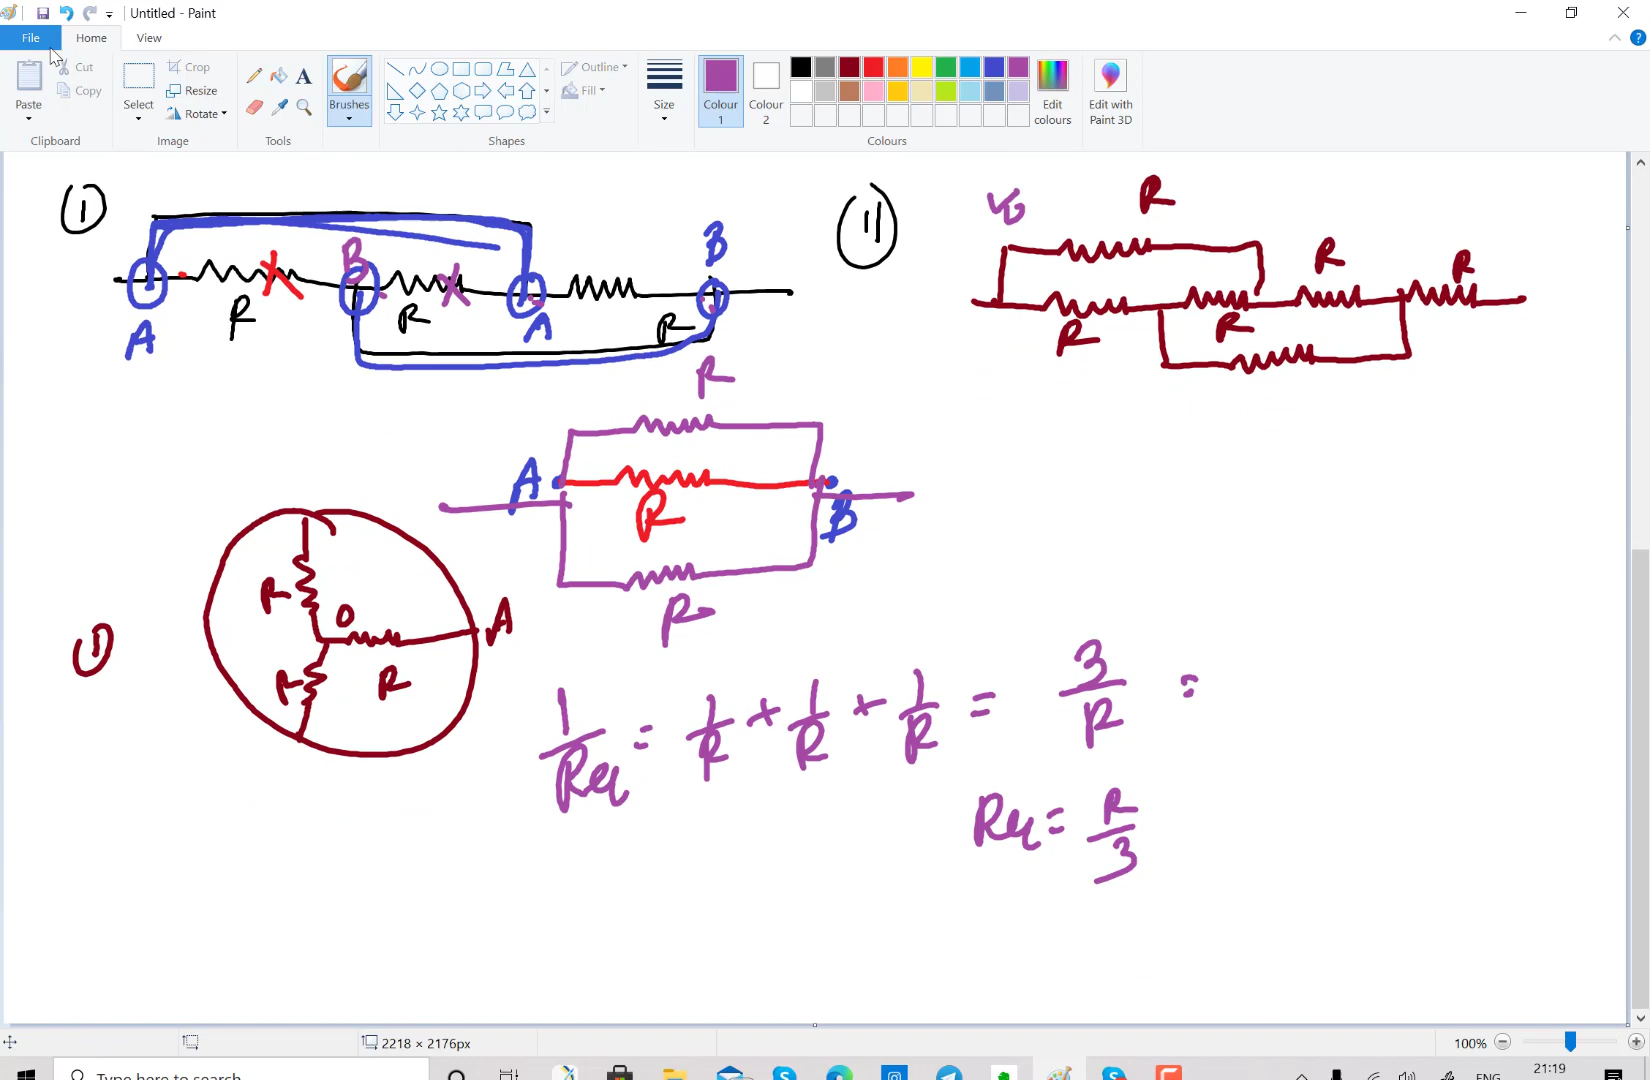 Untitled - Paint
File
Home
View
Paste
Cut
Copy
Select
Crop
Resize
Rotate
A
Brushes
Outline
Fill
Size
Colour 1
Colour 2
Edit colours
Edit with Paint 3D
Clipboard
Image
Tools
Shapes
Colours
I
B
B
A
R
R
A
R
II
R
R
R
R
R
R
A
R
B
R
I
R
O
A
R
R
1/Req = 1/R + 1/R + 1/R = 3/R =
Req = R/3
2218 × 2176px
100%
Type here to search
ENG
21:19